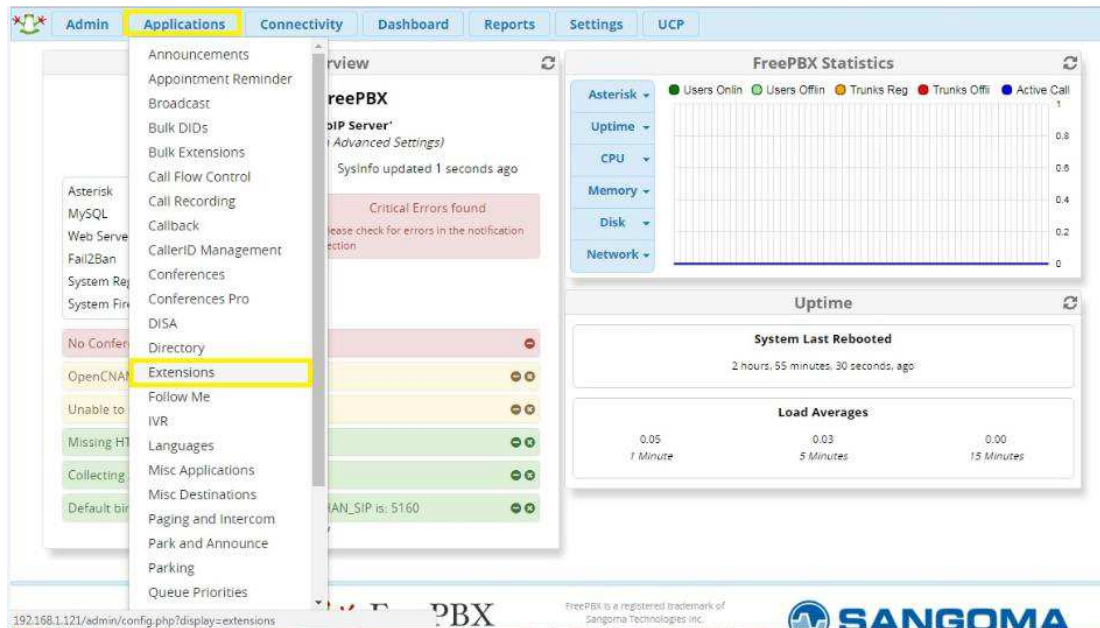 Admin Applications Connectivity Dashboard Reports Settings UCP
Announcements
Appointment Reminder
Broadcast
Bulk DIDs
Bulk Extensions
Call Flow Control
Call Recording
Callback
CallerID Management
Conferences
Conferences Pro
DISA
Directory
Extensions
Follow Me
IVR
Languages
Misc Applications
Misc Destinations
Paging and Intercom
Park and Announce
Parking
Queue Priorities
rview
reePBX
oIP Server'
Advanced Settings)
SysInfo updated 1 seconds ago
Asterisk
MySQL
Web Serve
Fail2Ban
System Reg
System Fire
Critical Errors found
lease check for errors in the notification
ection
No Confer
OpenCNA
Unable to
Missing HT
Collecting
Default bin
HAN_SIP is: 5160
FreePBX Statistics
Asterisk
Uptime
CPU
Memory
Disk
Network
Users Onlin Users Offlin Trunks Reg Trunks Offli Active Call
1
0.8
0.6
0.4
0.2
0
Uptime
System Last Rebooted
2 hours, 55 minutes, 30 seconds, ago
Load Averages
0.05 0.03 0.00
1 Minute 5 Minutes 15 Minutes
PBX
FreePBX is a registered trademark of
Sangoma Technologies Inc.
SANGOMA
192.168.1.121/admin/config.php?display=extensions